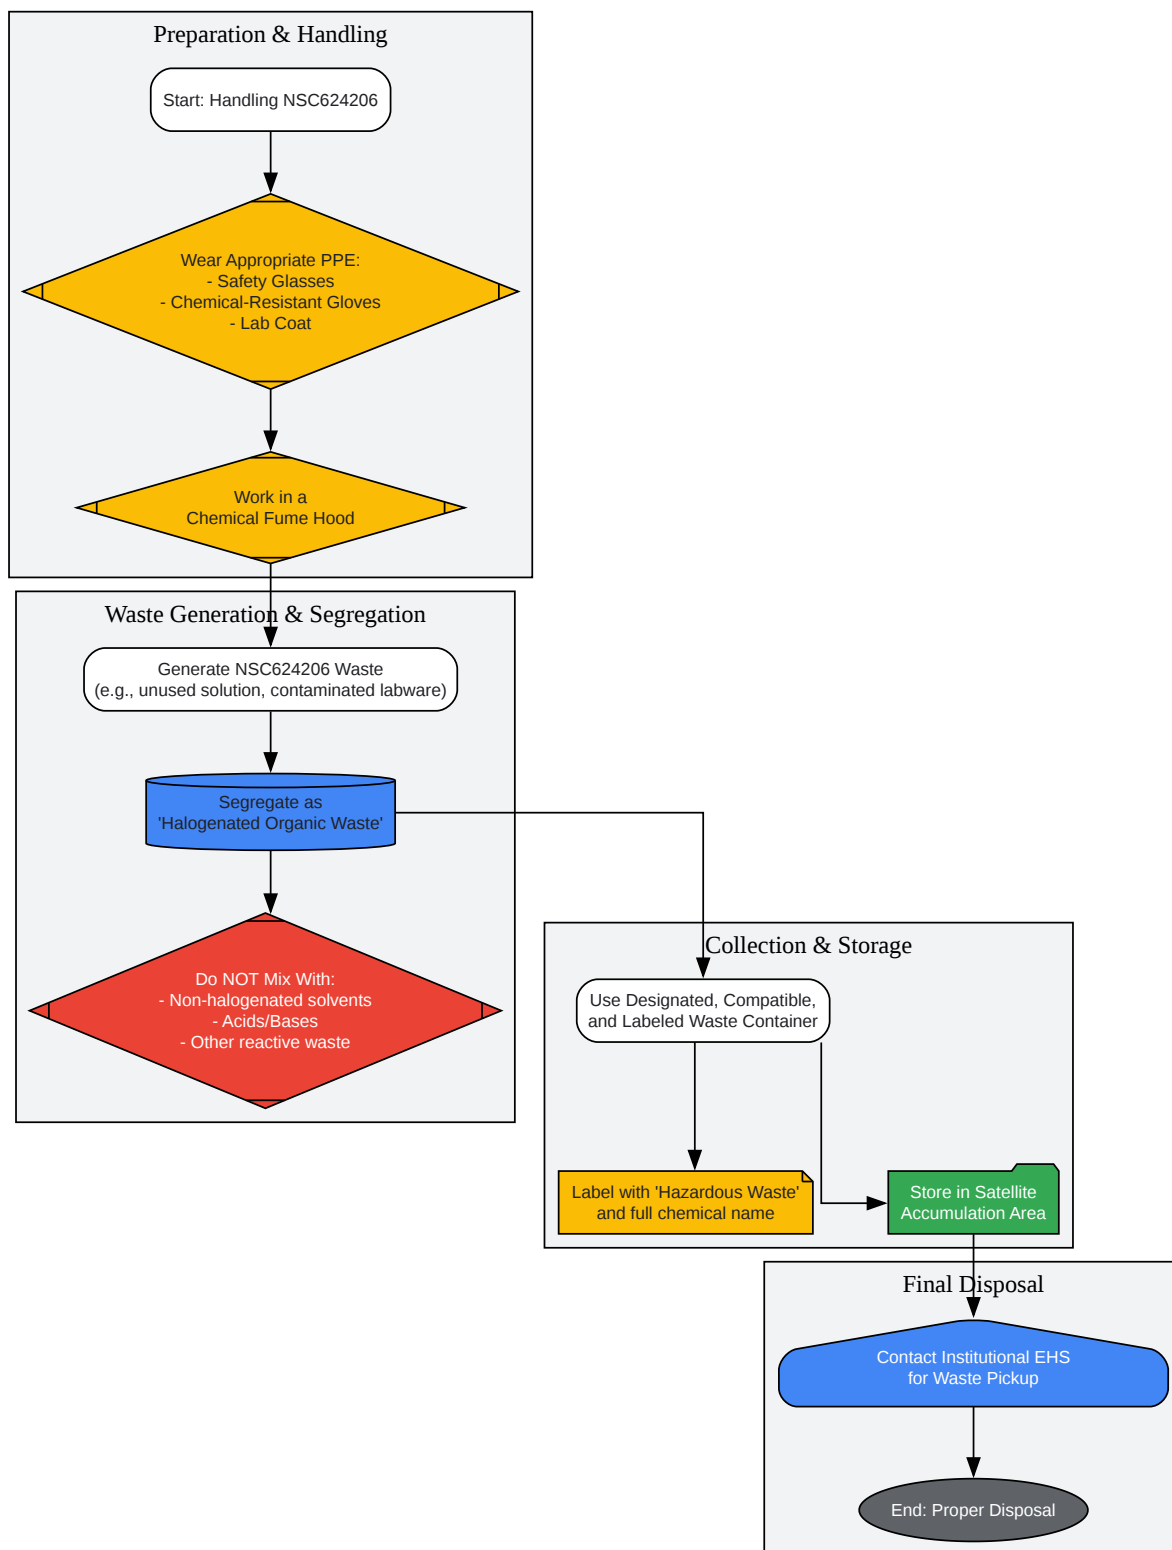 Preparation & Handling
Start: Handling NSC624206
Wear Appropriate PPE:
- Safety Glasses
- Chemical-Resistant Gloves
- Lab Coat
Work in a
Chemical Fume Hood
Waste Generation & Segregation
Generate NSC624206 Waste
(e.g., unused solution, contaminated labware)
Segregate as
'Halogenated Organic Waste'
Do NOT Mix With:
- Non-halogenated solvents
- Acids/Bases
- Other reactive waste
Collection & Storage
Use Designated, Compatible,
and Labeled Waste Container
Label with 'Hazardous Waste'
and full chemical name
Store in Satellite
Accumulation Area
Final Disposal
Contact Institutional EHS
for Waste Pickup
End: Proper Disposal